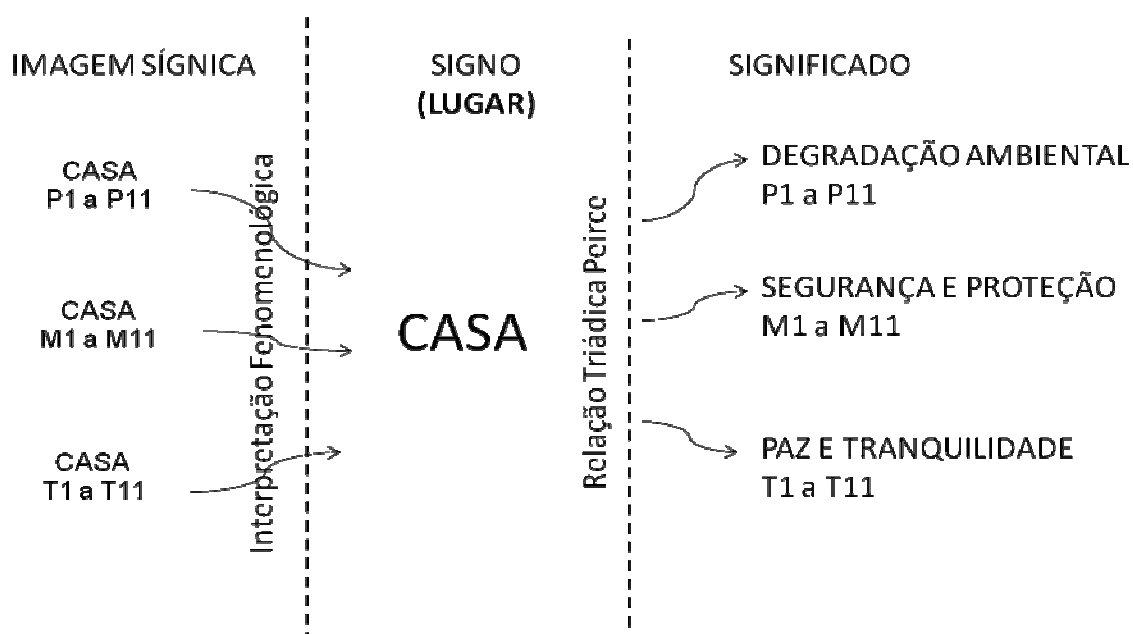 IMAGEM SÍGNICA
CASA
P1 a P11
CASA
M1 a M11
CASA
T1 a T11
Interpretação Fenomenológica
SIGNO
(LUGAR)
CASA
Relação Triádica Peirce
SIGNIFICADO
DEGRADAÇÃO AMBIENTAL
P1 a P11
SEGURANÇA E PROTEÇÃO
M1 a M11
PAZ E TRANQUILIDADE
T1 a T11